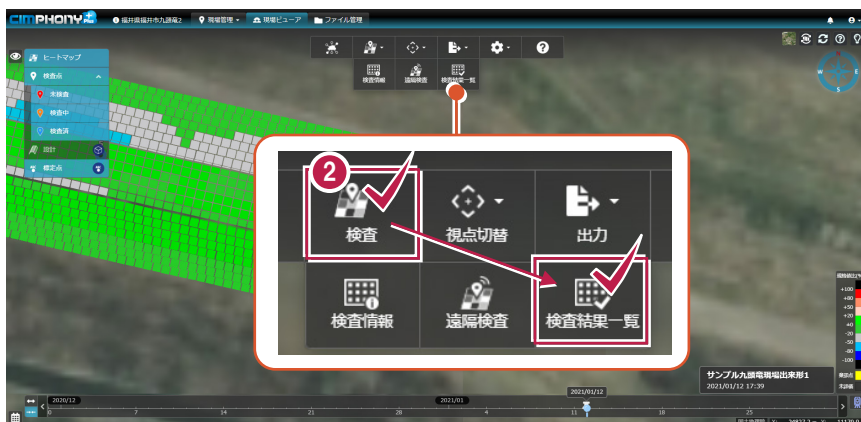 CIMPHONY Plus
福井県福井市九頭竜2
現場管理
現場ビューア
ファイル管理
ヒートマップ
検査点
未検査
検査中
検査済
設計
標定点
検査情報
遠隔検査
検査結果一覧
W
E
S
2
検査
視点切替
出力
検査情報
遠隔検査
検査結果一覧
+100
+80
+50
+20
+0
-20
-50
-80
-100
未評価
サンプル九頭竜現場出来形1
2021/01/12 17:39
2021/01/12
2020/12
2021/01
7
14
21
28
4
11
18
25